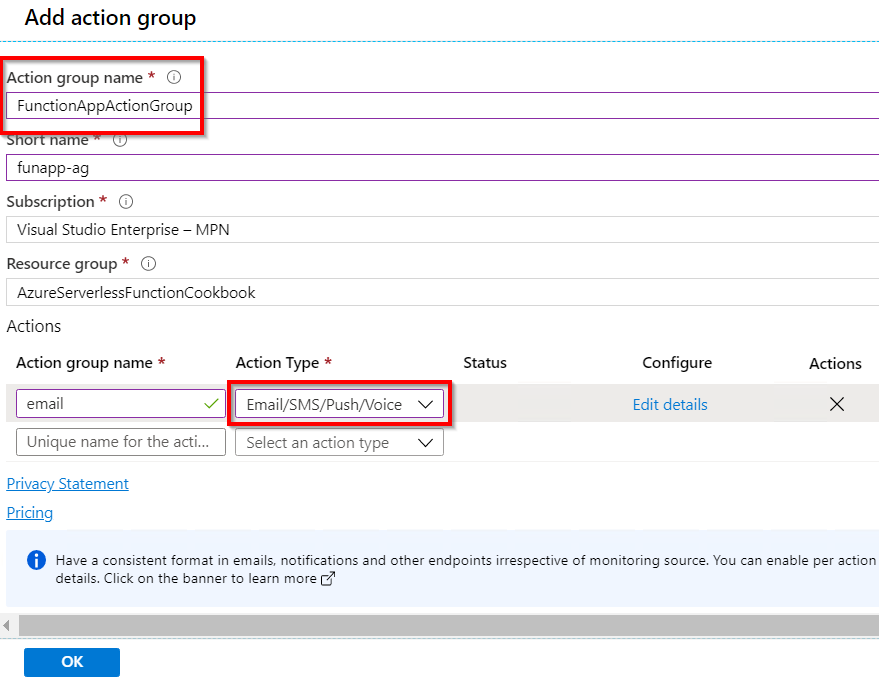 Add action group
Action group name *
FunctionAppActionGroup
Short name *
funapp-ag
Subscription *
Visual Studio Enterprise – MPN
Resource group *
AzureServerlessFunctionCookbook
Actions
Action group name * Action Type * Status Configure Actions
email Email/SMS/Push/Voice Edit details
Unique name for the acti... Select an action type
Privacy Statement
Pricing
Have a consistent format in emails, notifications and other endpoints irrespective of monitoring source. You can enable per action
details. Click on the banner to learn more
OK